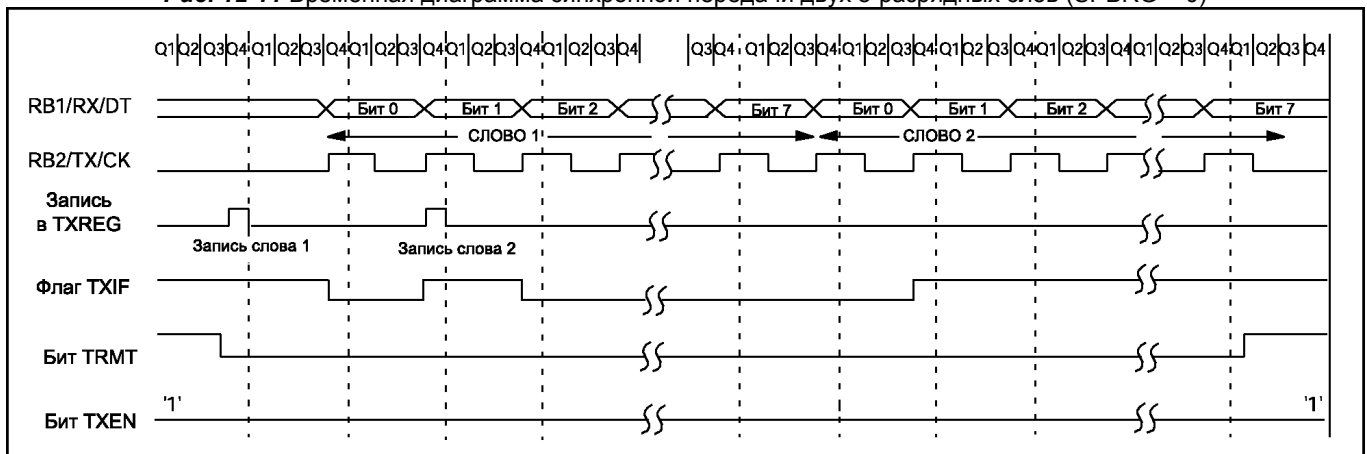 Q1 Q2 Q3 Q4 Q1 Q2 Q3 Q4 Q1 Q2 Q3 Q4 Q1 Q2 Q3 Q4 Q1 Q2 Q3 Q4 Q3 Q4 Q1 Q2 Q3 Q4 Q1 Q2 Q3 Q4 Q1 Q2 Q3 Q4 Q1 Q2 Q3 Q4 Q1 Q2 Q3 Q4 Q1 Q2 Q3 Q4
RB1/RX/DT Бит 0 Бит 1 Бит 2 Бит 7 Бит 0 Бит 1 Бит 2 Бит 7
СЛОВО 1 СЛОВО 2
RB2/TX/CK
Запись
в TXREG
Запись слова 1 Запись слова 2
Флаг TXIF
Бит TRMT
'1' '1'
Бит TXEN